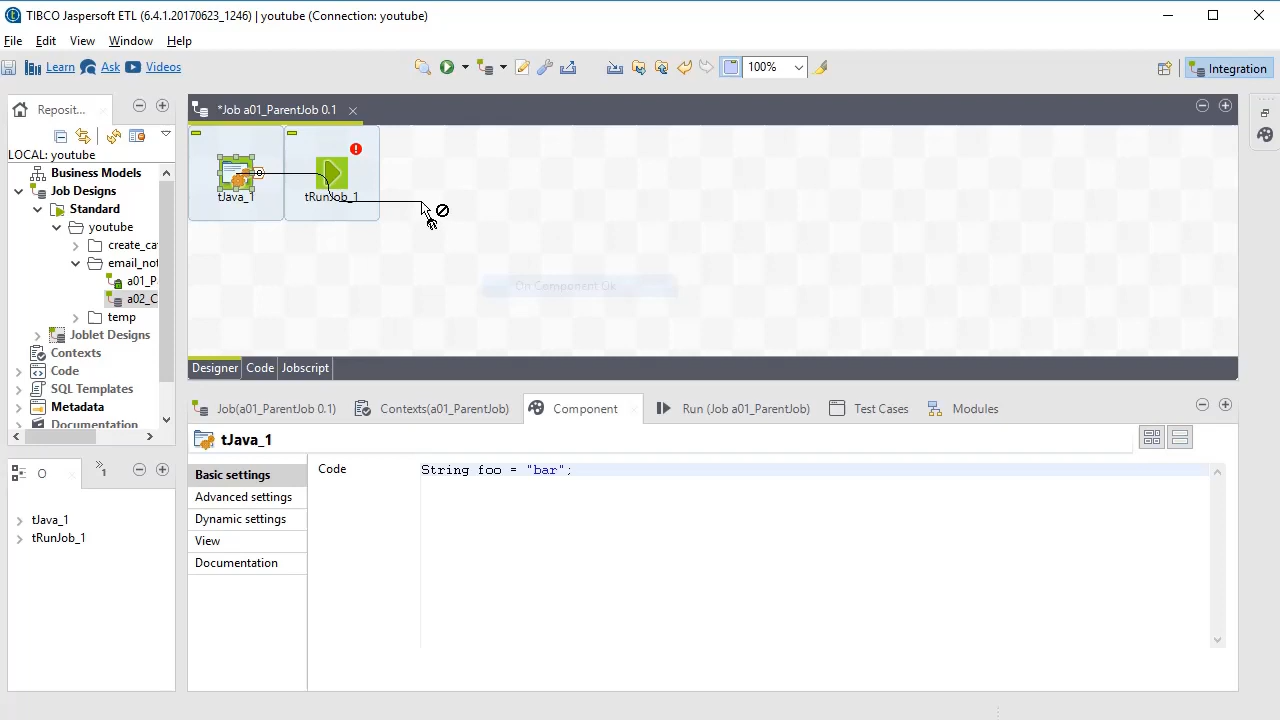 TIBCO Jaspersoft ETL (6.4.1.20170623_1246) | youtube (Connection: youtube)
File Edit View Window Help
Learn Ask Videos
100%
Integration
Reposit...
*Job a01_ParentJob 0.1
LOCAL: youtube
Business Models
Job Designs
Standard
youtube
create_ca
email_not
a01_P
a02_C
temp
Joblet Designs
Contexts
Code
SQL Templates
Metadata
Documentation
tJava_1
tRunJob_1
On Component Ok
Designer Code Jobscript
Job(a01_ParentJob 0.1) Contexts(a01_ParentJob) Component Run (Job a01_ParentJob) Test Cases Modules
tJava_1
Basic settings
Advanced settings
Dynamic settings
View
Documentation
Code
String foo = "bar";
O
tJava_1
tRunJob_1